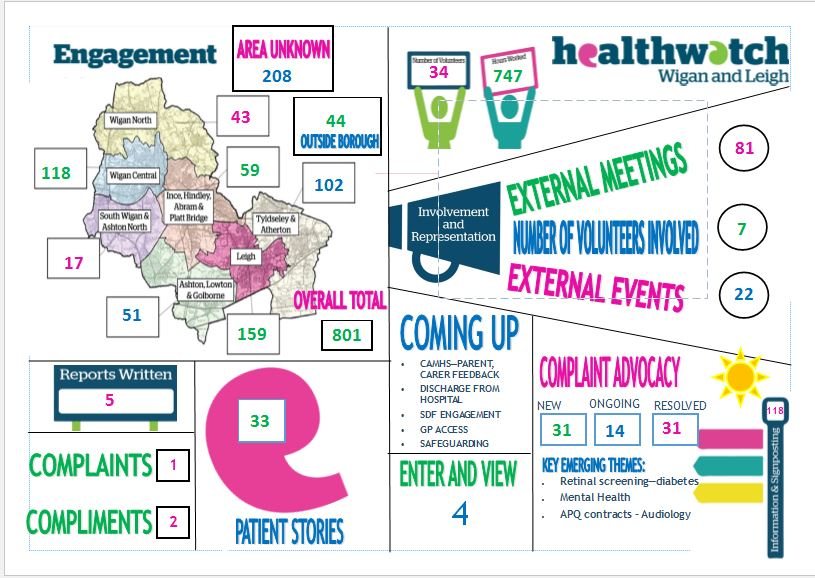 Engagement
AREA UNKNOWN
208
43
44
OUTSIDE BOROUGH
118
59
102
17
51
159
Wigan North
Wigan Central
Ince, Hindley,
Abram &
Platt Bridge
South Wigan &
Ashton North
Tyldseley &
Atherton
Leigh
Ashton, Lowton
& Golborne
OVERALL TOTAL
801
Number of Volunteers
34
Hours Worked
747
healthwatch
Wigan and Leigh
Involvement
and
Representation
EXTERNAL MEETINGS
81
NUMBER OF VOLUNTEERS INVOLVED
7
EXTERNAL EVENTS
22
Reports Written
5
COMPLAINTS 1
COMPLIMENTS 2
33
PATIENT STORIES
COMING UP
• CAMHS—PARENT,
CARER FEEDBACK
• DISCHARGE FROM
HOSPITAL
• SDF ENGAGEMENT
• GP ACCESS
• SAFEGUARDING
ENTER AND VIEW
4
COMPLAINT ADVOCACY
NEW ONGOING RESOLVED
31 14 31
KEY EMERGING THEMES:
• Retinal screening—diabetes
• Mental Health
• APQ contracts - Audiology
118
Information & Signposting